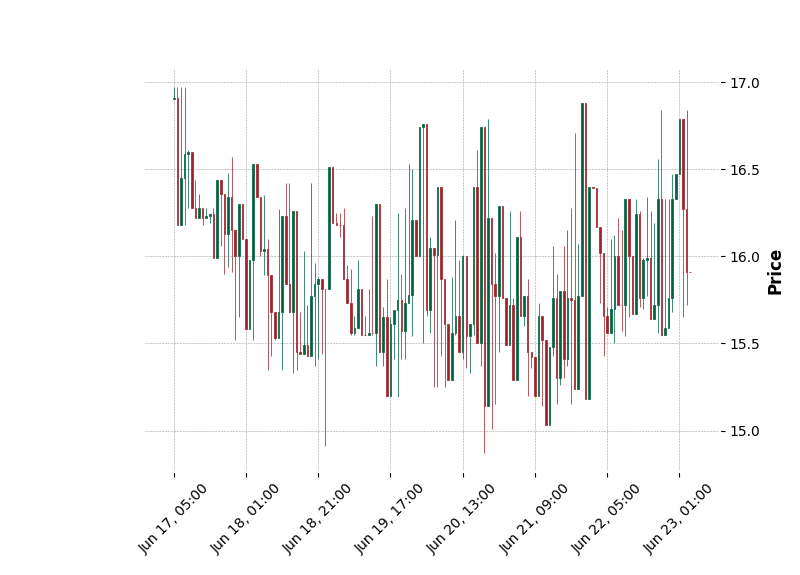 17.0
16.5
16.0
15.5
15.0
Price
Jun 17, 05:00
Jun 18, 01:00
Jun 18, 21:00
Jun 19, 17:00
Jun 20, 13:00
Jun 21, 09:00
Jun 22, 05:00
Jun 23, 01:00